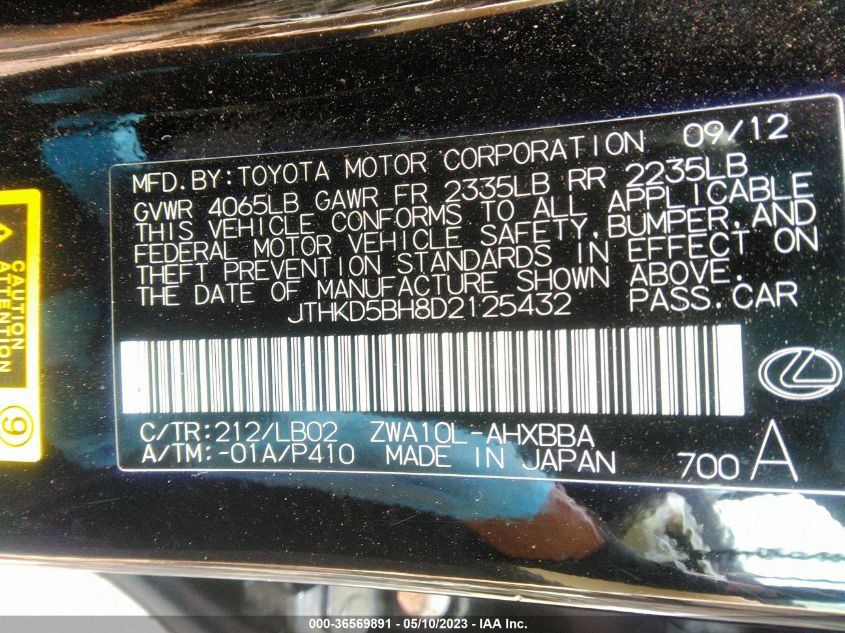 MFD.BY:TOYOTA MOTOR CORPORATION 09/12
GVWR 4065LB GAWR FR 2335LB RR 2235LB
THIS VEHICLE CONFORMS TO ALL APPLICABLE
FEDERAL MOTOR VEHICLE SAFETY,BUMPER,AND
THEFT PREVENTION STANDARDS IN EFFECT ON
THE DATE OF MANUFACTURE SHOWN ABOVE.
JTHKD5BH8D2125432 PASS.CAR
C/TR:212/LB02 ZWA10L-AHXBBA
A/TM:-01A/P410 MADE IN JAPAN 700 A
CAUTION
ATTENTION
9
000-36569891 - 05/10/2023 - IAA Inc.